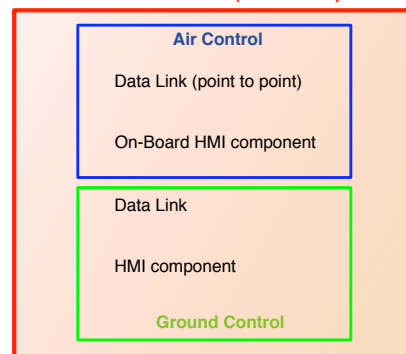 Air Control
Data Link (point to point)
On-Board HMI component
Data Link
HMI component
Ground Control